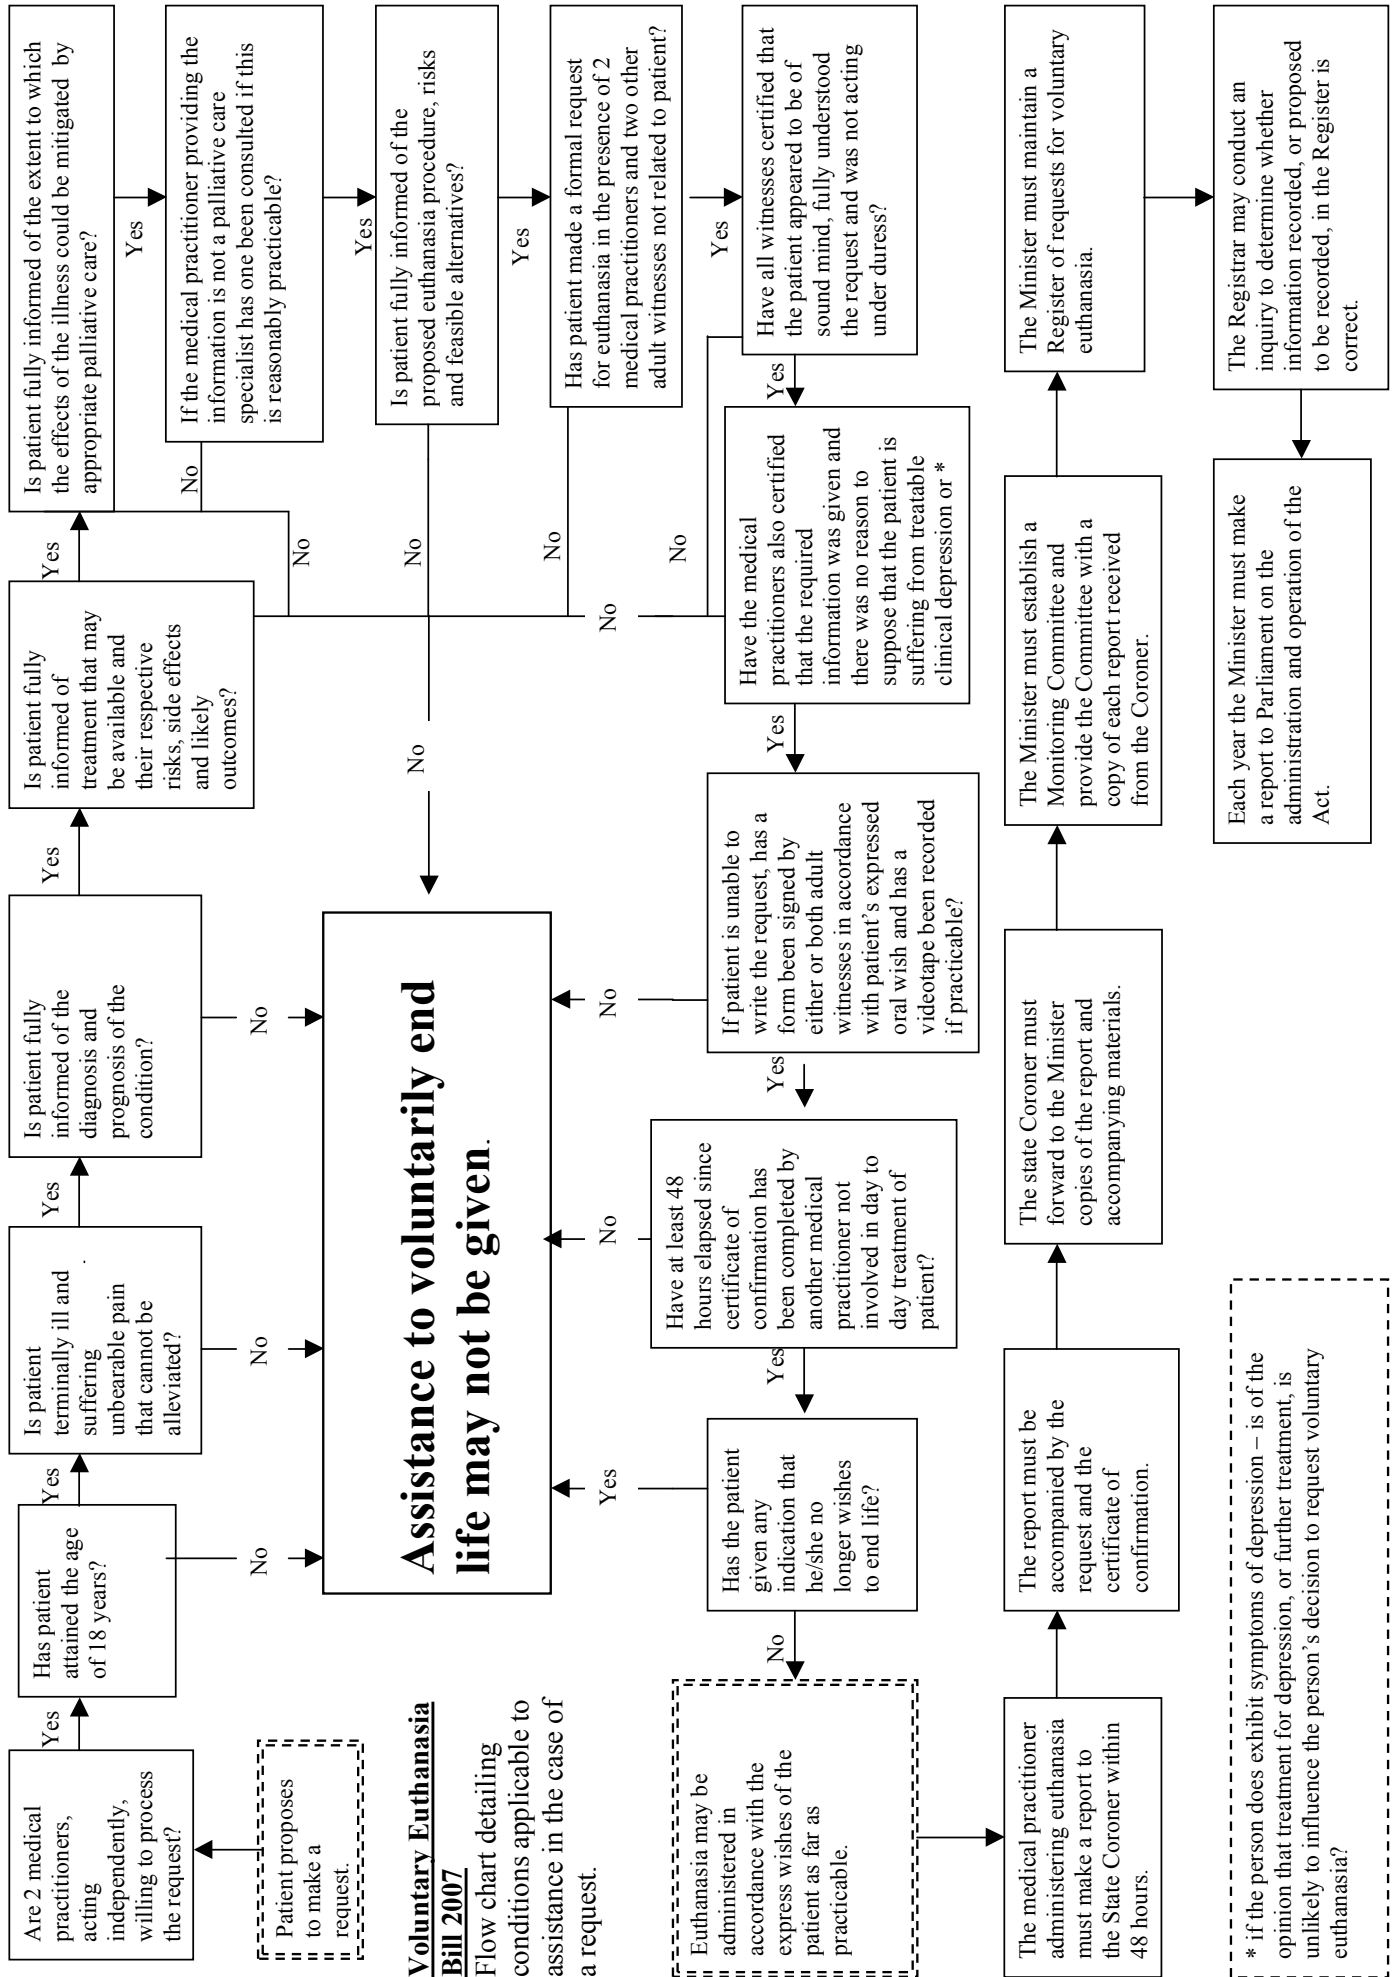 Voluntary Euthanasia
Bill 2007
Flow chart detailing
conditions applicable to
assistance in the case of
a request.
Patient proposes
to make a
request.
Are 2 medical
practitioners,
acting
independently,
willing to process
the request?
Yes
Has patient
attained the age
of 18 years?
No
Yes
Is patient
terminally ill and
suffering
unbearable pain
that cannot be
alleviated?
No
Yes
Is patient fully
informed of the
diagnosis and
prognosis of the
condition?
No
Yes
Is patient fully
informed of
treatment that may
be available and
their respective
risks, side effects
and likely
outcomes?
Yes
Is patient fully informed of the extent to which
the effects of the illness could be mitigated by
appropriate palliative care?
No
Yes
If the medical practitioner providing the
information is not a palliative care
specialist has one been consulted if this
is reasonably practicable?
No
Yes
Is patient fully informed of the
proposed euthanasia procedure, risks
and feasible alternatives?
No
Yes
Has patient made a formal request
for euthanasia in the presence of 2
medical practitioners and two other
adult witnesses not related to patient?
No
Yes
Have all witnesses certified that
the patient appeared to be of
sound mind, fully understood
the request and was not acting
under duress?
No
Yes
Have the medical
practitioners also certified
that the required
information was given and
there was no reason to
suppose that the patient is
suffering from treatable
clinical depression or *
No
No
Yes
Assistance to voluntarily end
life may not be given.
If patient is unable to
write the request, has a
form been signed by
either or both adult
witnesses in accordance
with patient's expressed
oral wish and has a
videotape been recorded
if practicable?
No
Yes
Have at least 48
hours elapsed since
certificate of
confirmation has
been completed by
another medical
practitioner not
involved in day to
day treatment of
patient?
No
Yes
Has the patient
given any
indication that
he/she no
longer wishes
to end life?
Yes
No
Euthanasia may be
administered in
accordance with the
express wishes of the
patient as far as
practicable.
The medical practitioner
administering euthanasia
must make a report to
the State Coroner within
48 hours.
The report must be
accompanied by the
request and the
certificate of
confirmation.
The state Coroner must
forward to the Minister
copies of the report and
accompanying materials.
The Minister must establish a
Monitoring Committee and
provide the Committee with a
copy of each report received
from the Coroner.
The Minister must maintain a
Register of requests for voluntary
euthanasia.
The Registrar may conduct an
inquiry to determine whether
information recorded, or proposed
to be recorded, in the Register is
correct.
Each year the Minister must make
a report to Parliament on the
administration and operation of the
Act.
* if the person does exhibit symptoms of depression – is of the
opinion that treatment for depression, or further treatment, is
unlikely to influence the person's decision to request voluntary
euthanasia?